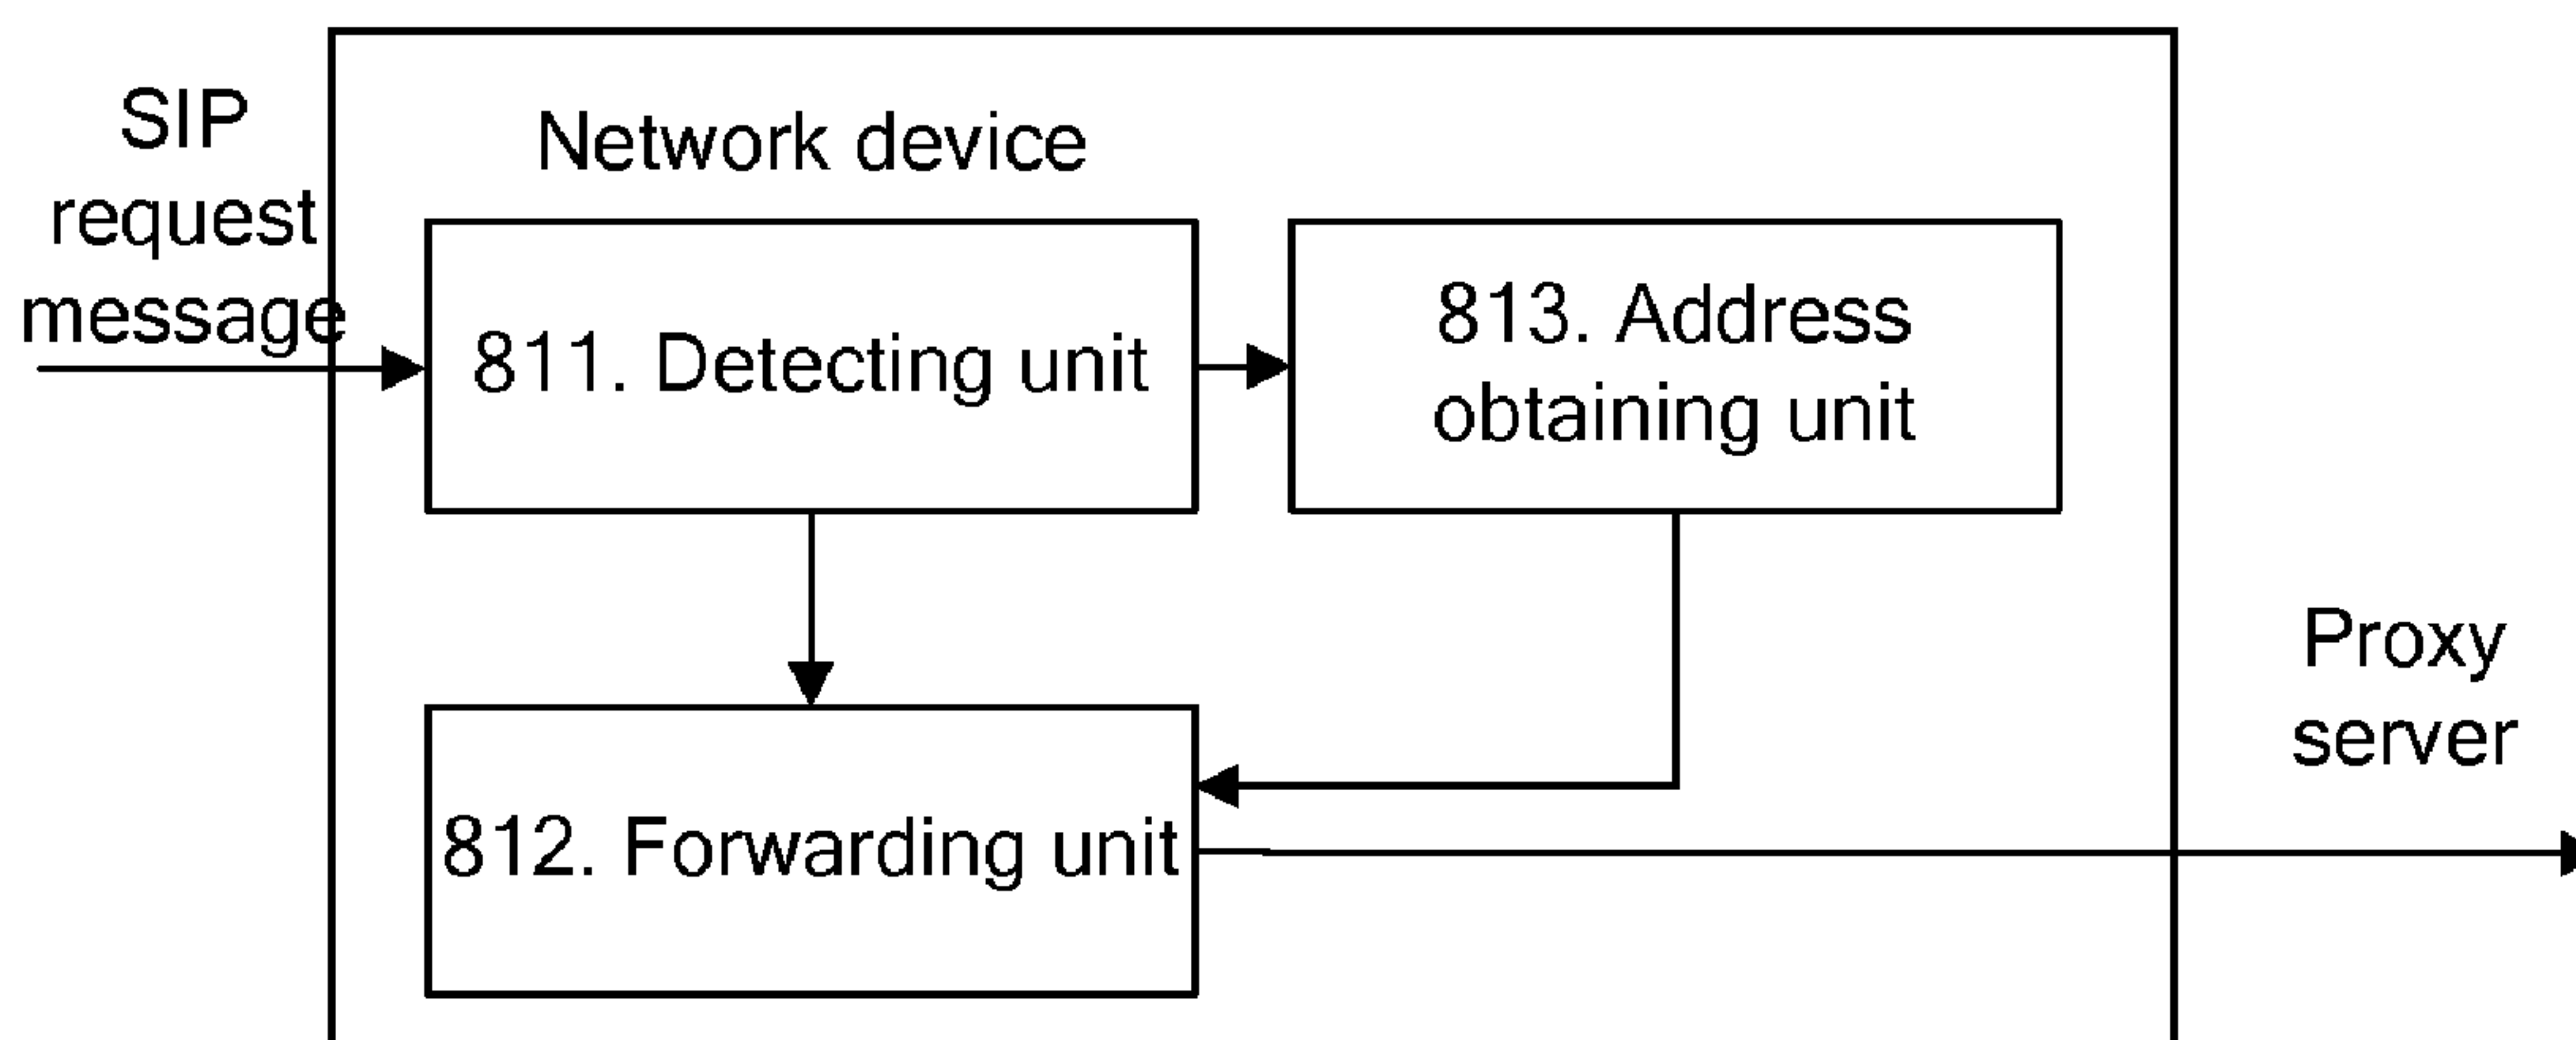 SIP
request
message
Network device
811. Detecting unit
813. Address
obtaining unit
812. Forwarding unit
Proxy
server